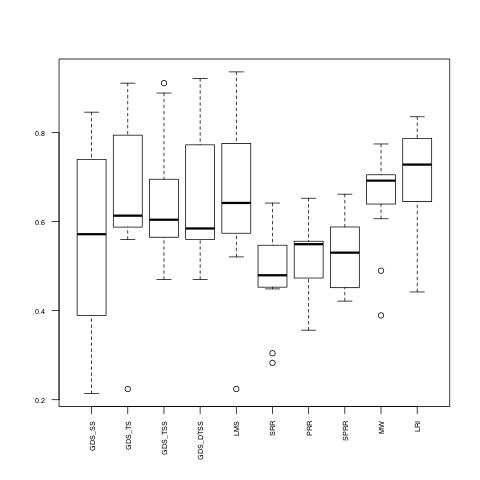 0.8
0.6
0.4
0.2
GDS_SS
GDS_TS
GDS_TSS
GDS_DTSS
LMS
SRR
PRR
SPRR
MW
LRI